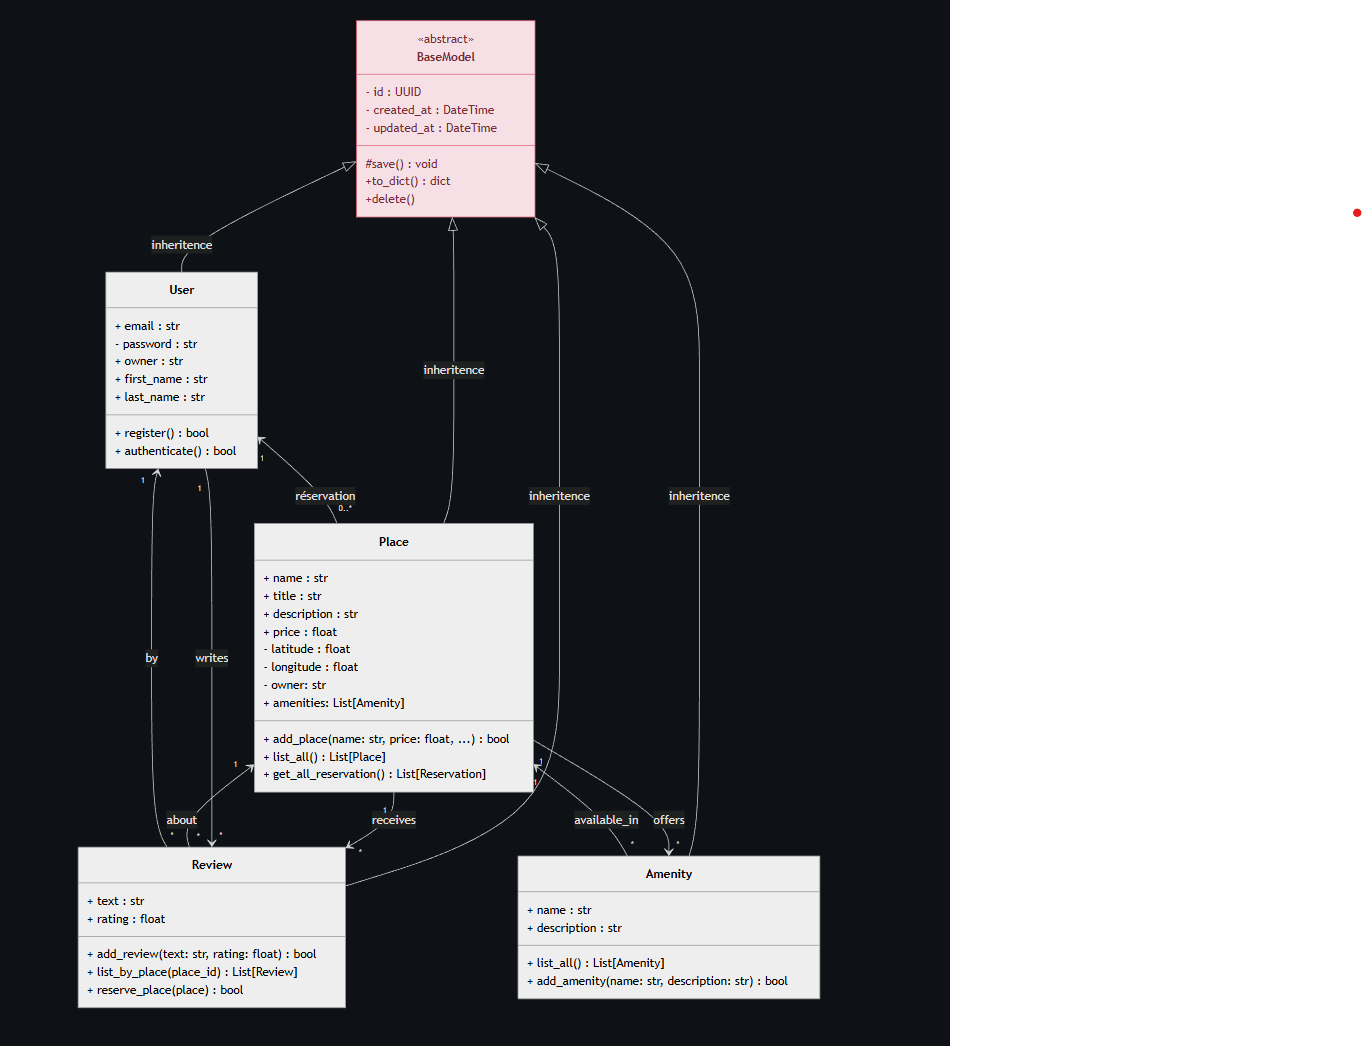 «abstract»
BaseModel
- id : UUID
- created_at : DateTime
- updated_at : DateTime
#save() : void
+to_dict() : dict
+delete()
inheritence
User
+ email : str
- password : str
+ owner : str
+ first_name : str
+ last_name : str
+ register() : bool
+ authenticate() : bool
inheritence
1
1
1
réservation
0..*
inheritence
inheritence
Place
+ name : str
+ title : str
+ description : str
+ price : float
- latitude : float
- longitude : float
- owner: str
+ amenities: List[Amenity]
+ add_place(name: str, price: float, ...) : bool
+ list_all() : List[Place]
+ get_all_reservation() : List[Reservation]
by
writes
1
1
1
1
about
receives
available_in
offers
*
*
*
*
*
*
Review
+ text : str
+ rating : float
+ add_review(text: str, rating: float) : bool
+ list_by_place(place_id) : List[Review]
+ reserve_place(place) : bool
Amenity
+ name : str
+ description : str
+ list_all() : List[Amenity]
+ add_amenity(name: str, description: str) : bool